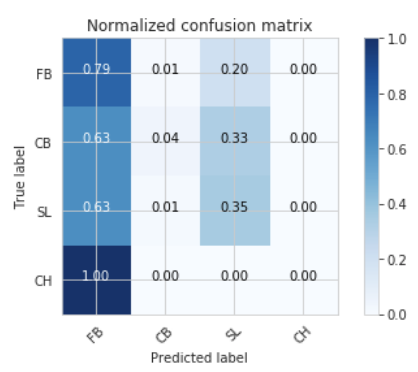 Normalized confusion matrix
1.0
FB 0.79 0.01 0.20 0.00
0.8
CB 0.63 0.04 0.33 0.00
0.6
True label
SL 0.63 0.01 0.35 0.00
0.4
0.2
CH 1.00 0.00 0.00 0.00
0.0
FB CB SL CH
Predicted label